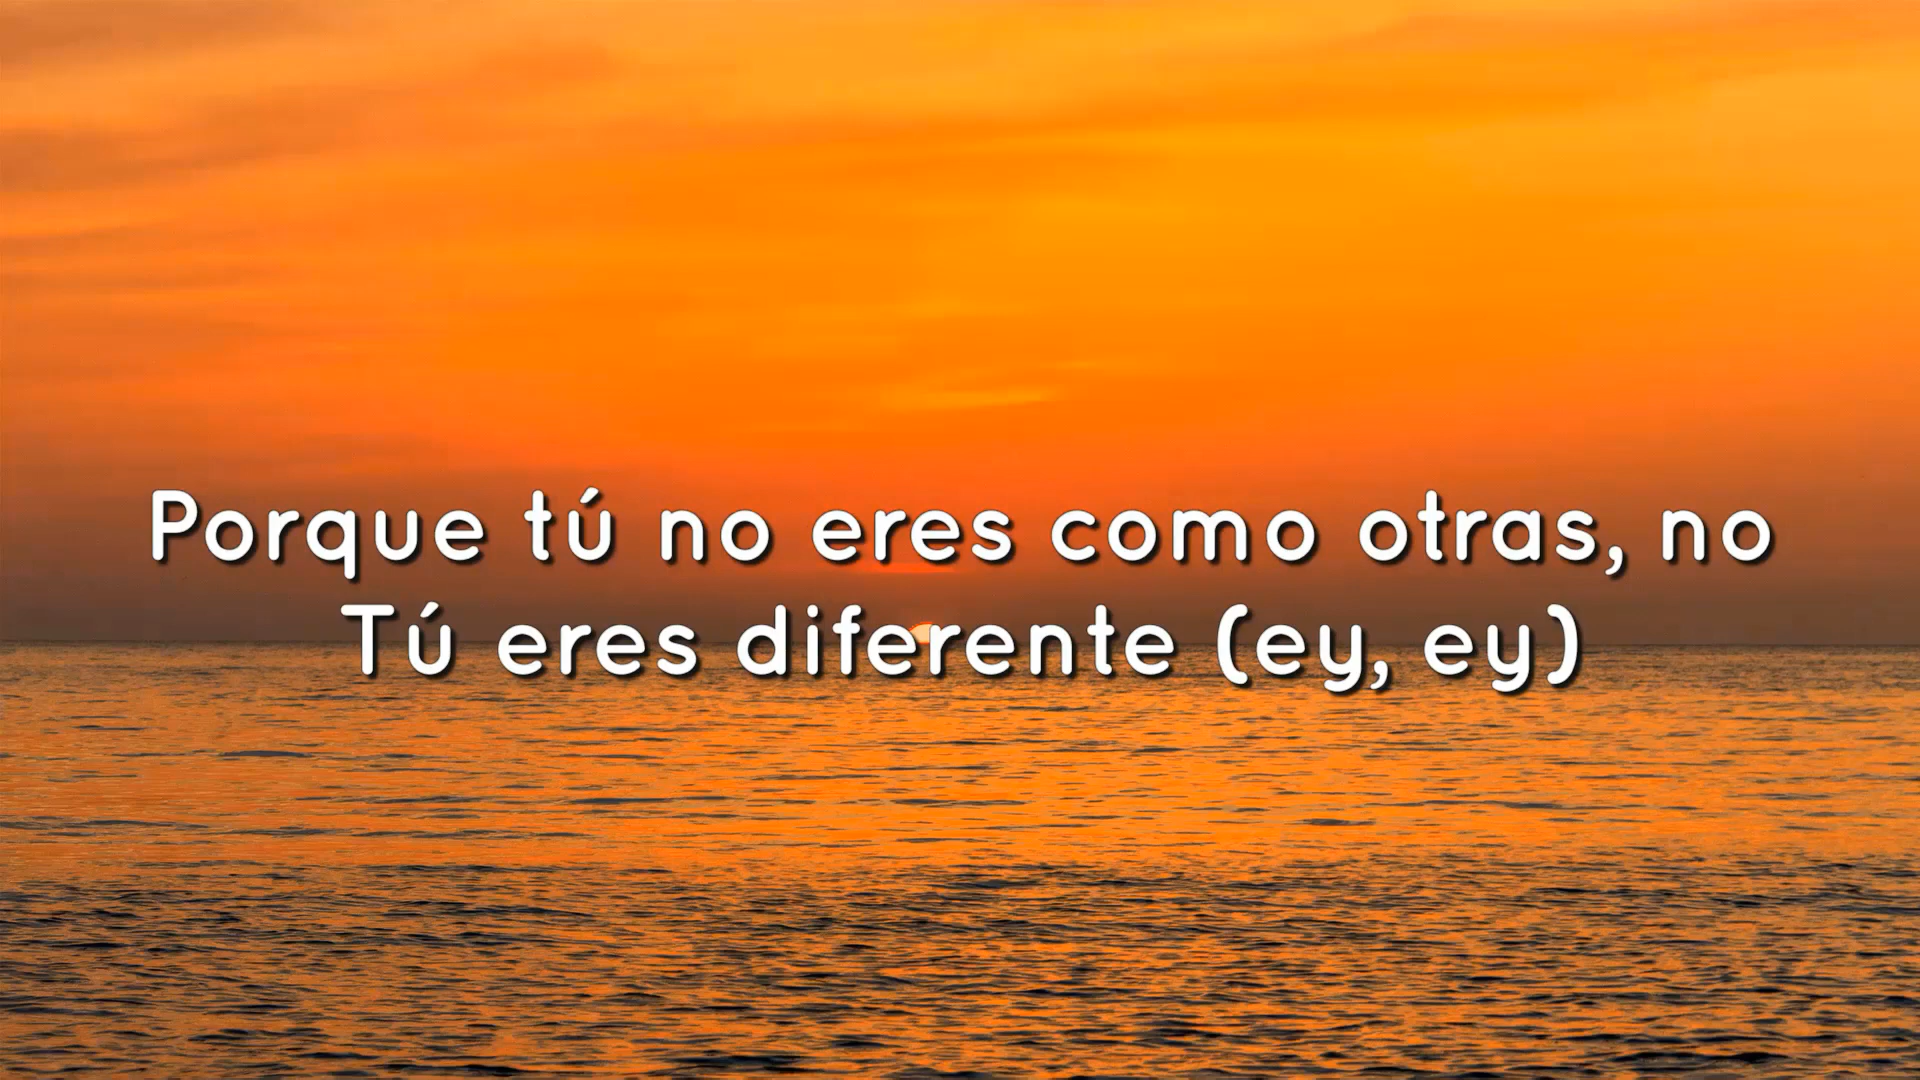 Porque tú no eres como otras, no
Tú eres diferente (ey, ey)